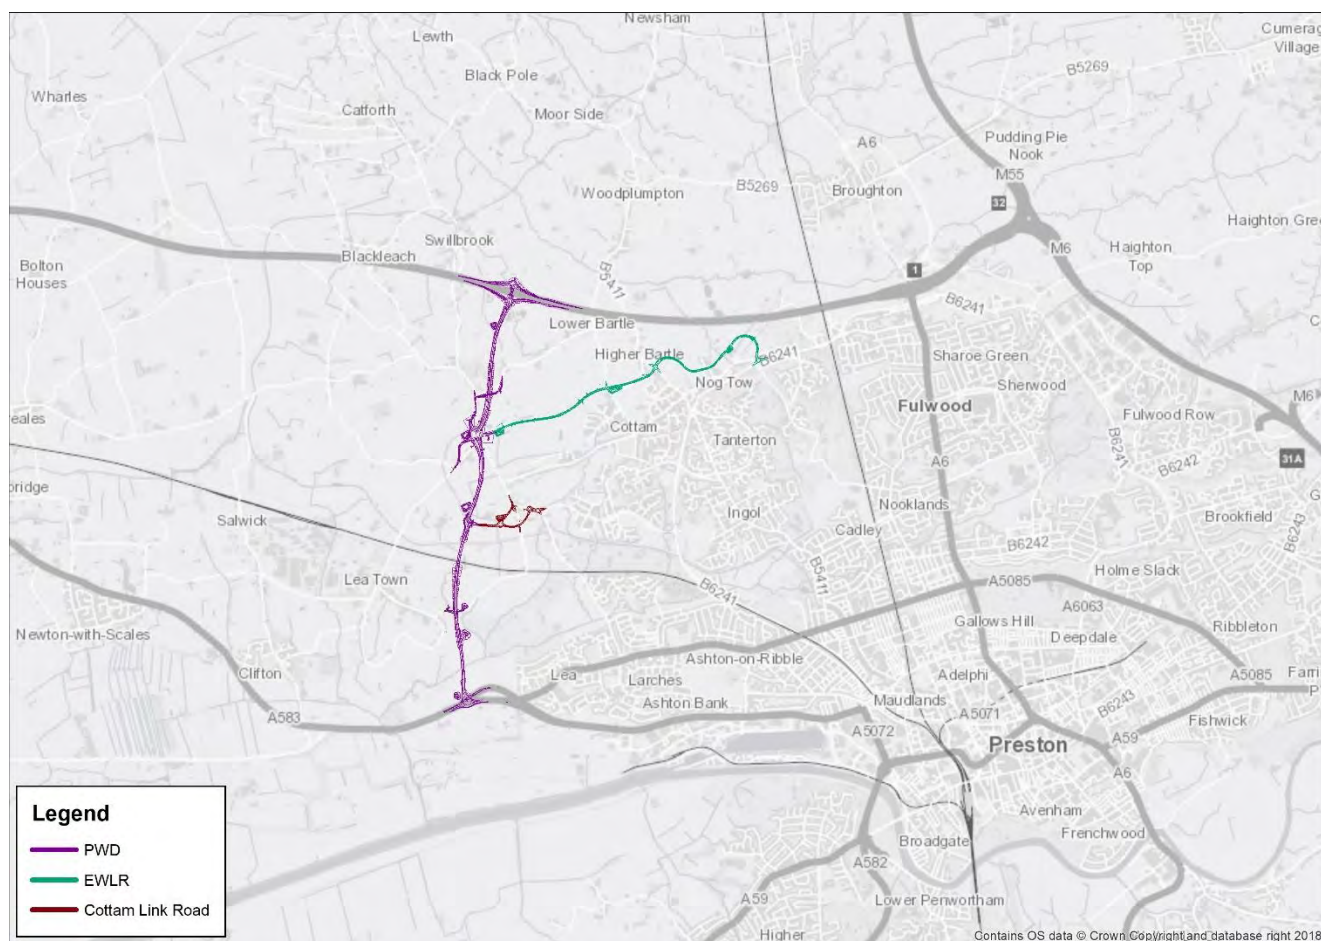 Newsham
Cumerag
Village
Lewth
B5269
Black Pole
Wharles
Catforth
Moor Side
Pudding Pie
Nook
A6
M55
Woodplumpton
B5269
Broughton
32
Haighton Gree
Swillbrook
M6
Haighton
Top
Blackleach
Bolton
Houses
B5411
1
B6241
Lower Bartle
Higher Bartle
B6241
Sharoe Green
Nog Tow
Sherwood
M6
Fulwood
Fulwood Row
eales
Cottam
Tanterton
B6241
A6
B6242
31A
bridge
Nooklands
Salwick
Ingol
Cadley
Brookfield
B6243
B6242
Lea Town
B6241
B5411
A5085
Holme Slack
A6063
Newton-with-Scales
Gallows Hill
Deepdale
Ribbleton
Ashton-on-Ribble
Clifton
Lea
Larches
Adelphi
A5085
Farri
P
Ashton Bank
Maudlands
B6243
A583
A5071
Fishwick
A5072
Preston
A59
A6
Legend
PWD
EWLR
Cottam Link Road
Avenham
Frenchwood
Broadgate
A582
A59
Lower Penwortham
Higher
Contains OS data © Crown Copyright and database right 2018